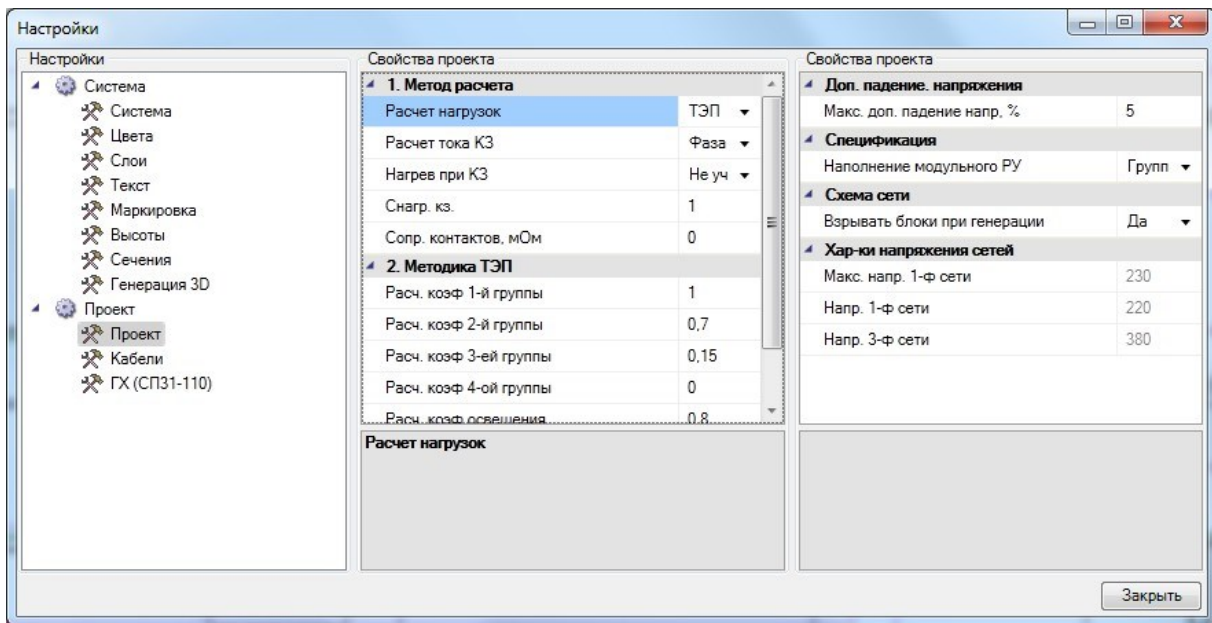 Настройки
Настройки
Система
Система
Цвета
Слои
Текст
Маркировка
Высоты
Сечения
Генерация 3D
Проект
Проект
Кабели
ГХ (СП31-110)
Свойства проекта
1. Метод расчета
Расчет нагрузок ТЭП
Расчет тока КЗ Фаза
Нагрев при КЗ Не уч
Cнагр. кз. 1
Сопр. контактов, мОм 0
2. Методика ТЭП
Расч. коэф 1-й группы 1
Расч. коэф 2-й группы 0,7
Расч. коэф 3-ей группы 0,15
Расч. коэф 4-ой группы 0
Расч. коэф освещения 0,8
Расчет нагрузок
Свойства проекта
Доп. падение. напряжения
Макс. доп. падение напр, % 5
Спецификация
Наполнение модульного РУ Групп
Схема сети
Взрывать блоки при генерации Да
Хар-ки напряжения сетей
Макс. напр. 1-ф сети 230
Напр. 1-ф сети 220
Напр. 3-ф сети 380
Закрыть